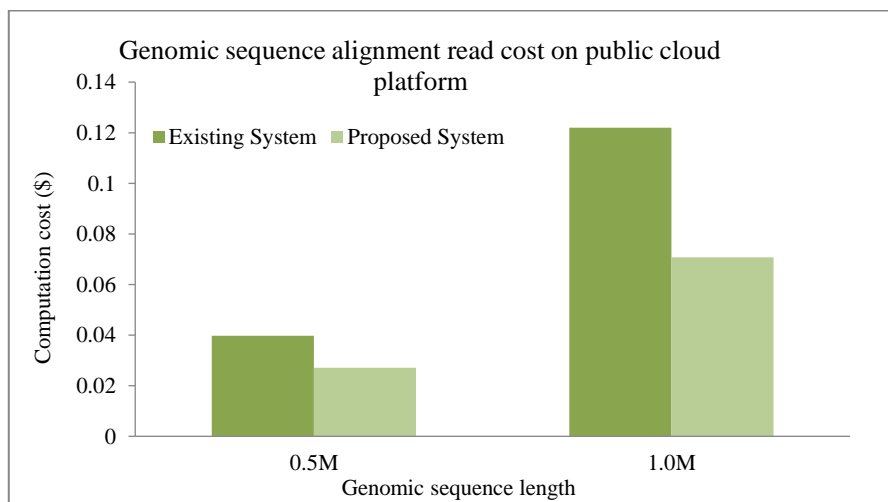 Genomic sequence alignment read cost on public cloud
platform
0.14
0.12
0.1
0.08
0.06
0.04
0.02
0
Computation cost ($)
Existing System Proposed System
0.5M 1.0M
Genomic sequence length